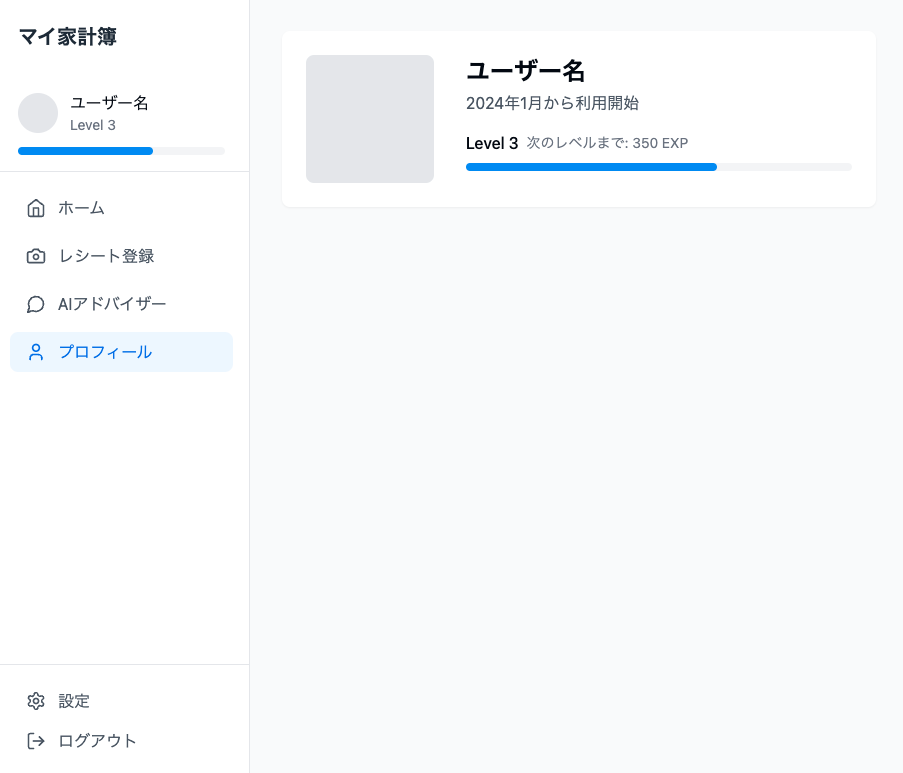 マイ家計簿
ユーザー名
Level 3
ホーム
レシート登録
AIアドバイザー
プロフィール
設定
ログアウト
ユーザー名
2024年1月から利用開始
Level 3 次のレベルまで: 350 EXP